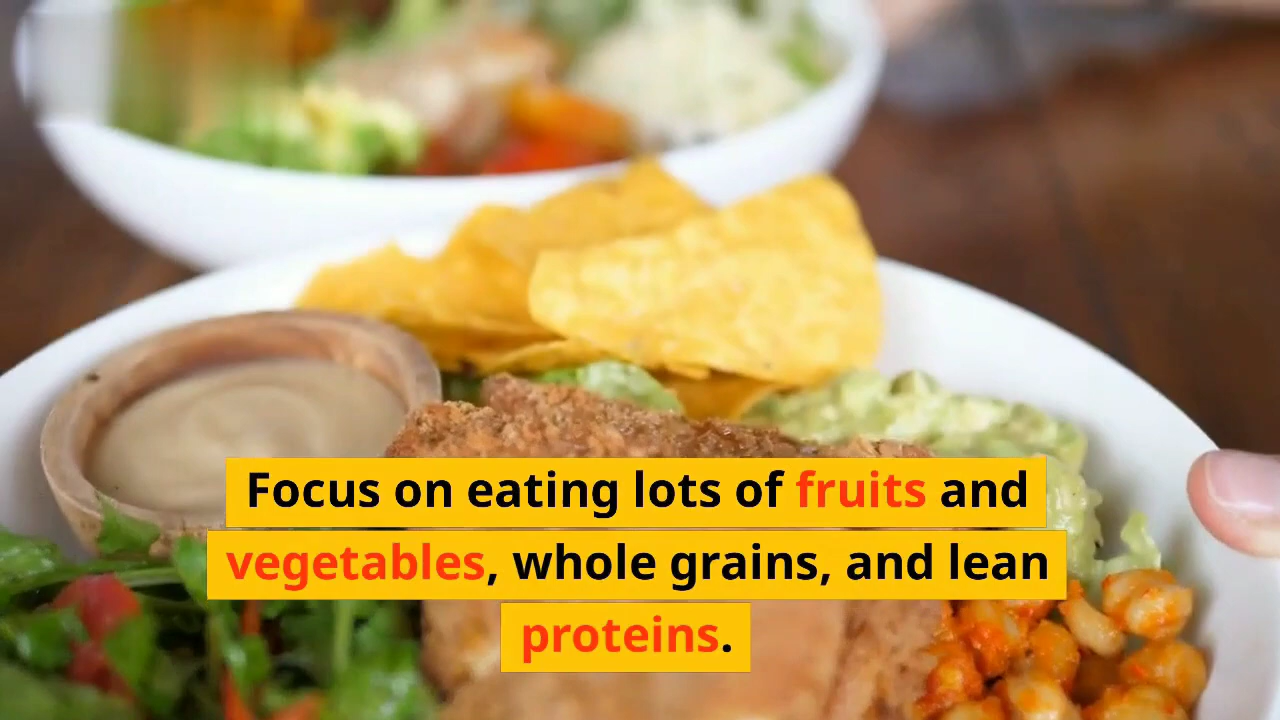 Focus on eating lots of fruits and
vegetables, whole grains, and lean
proteins.